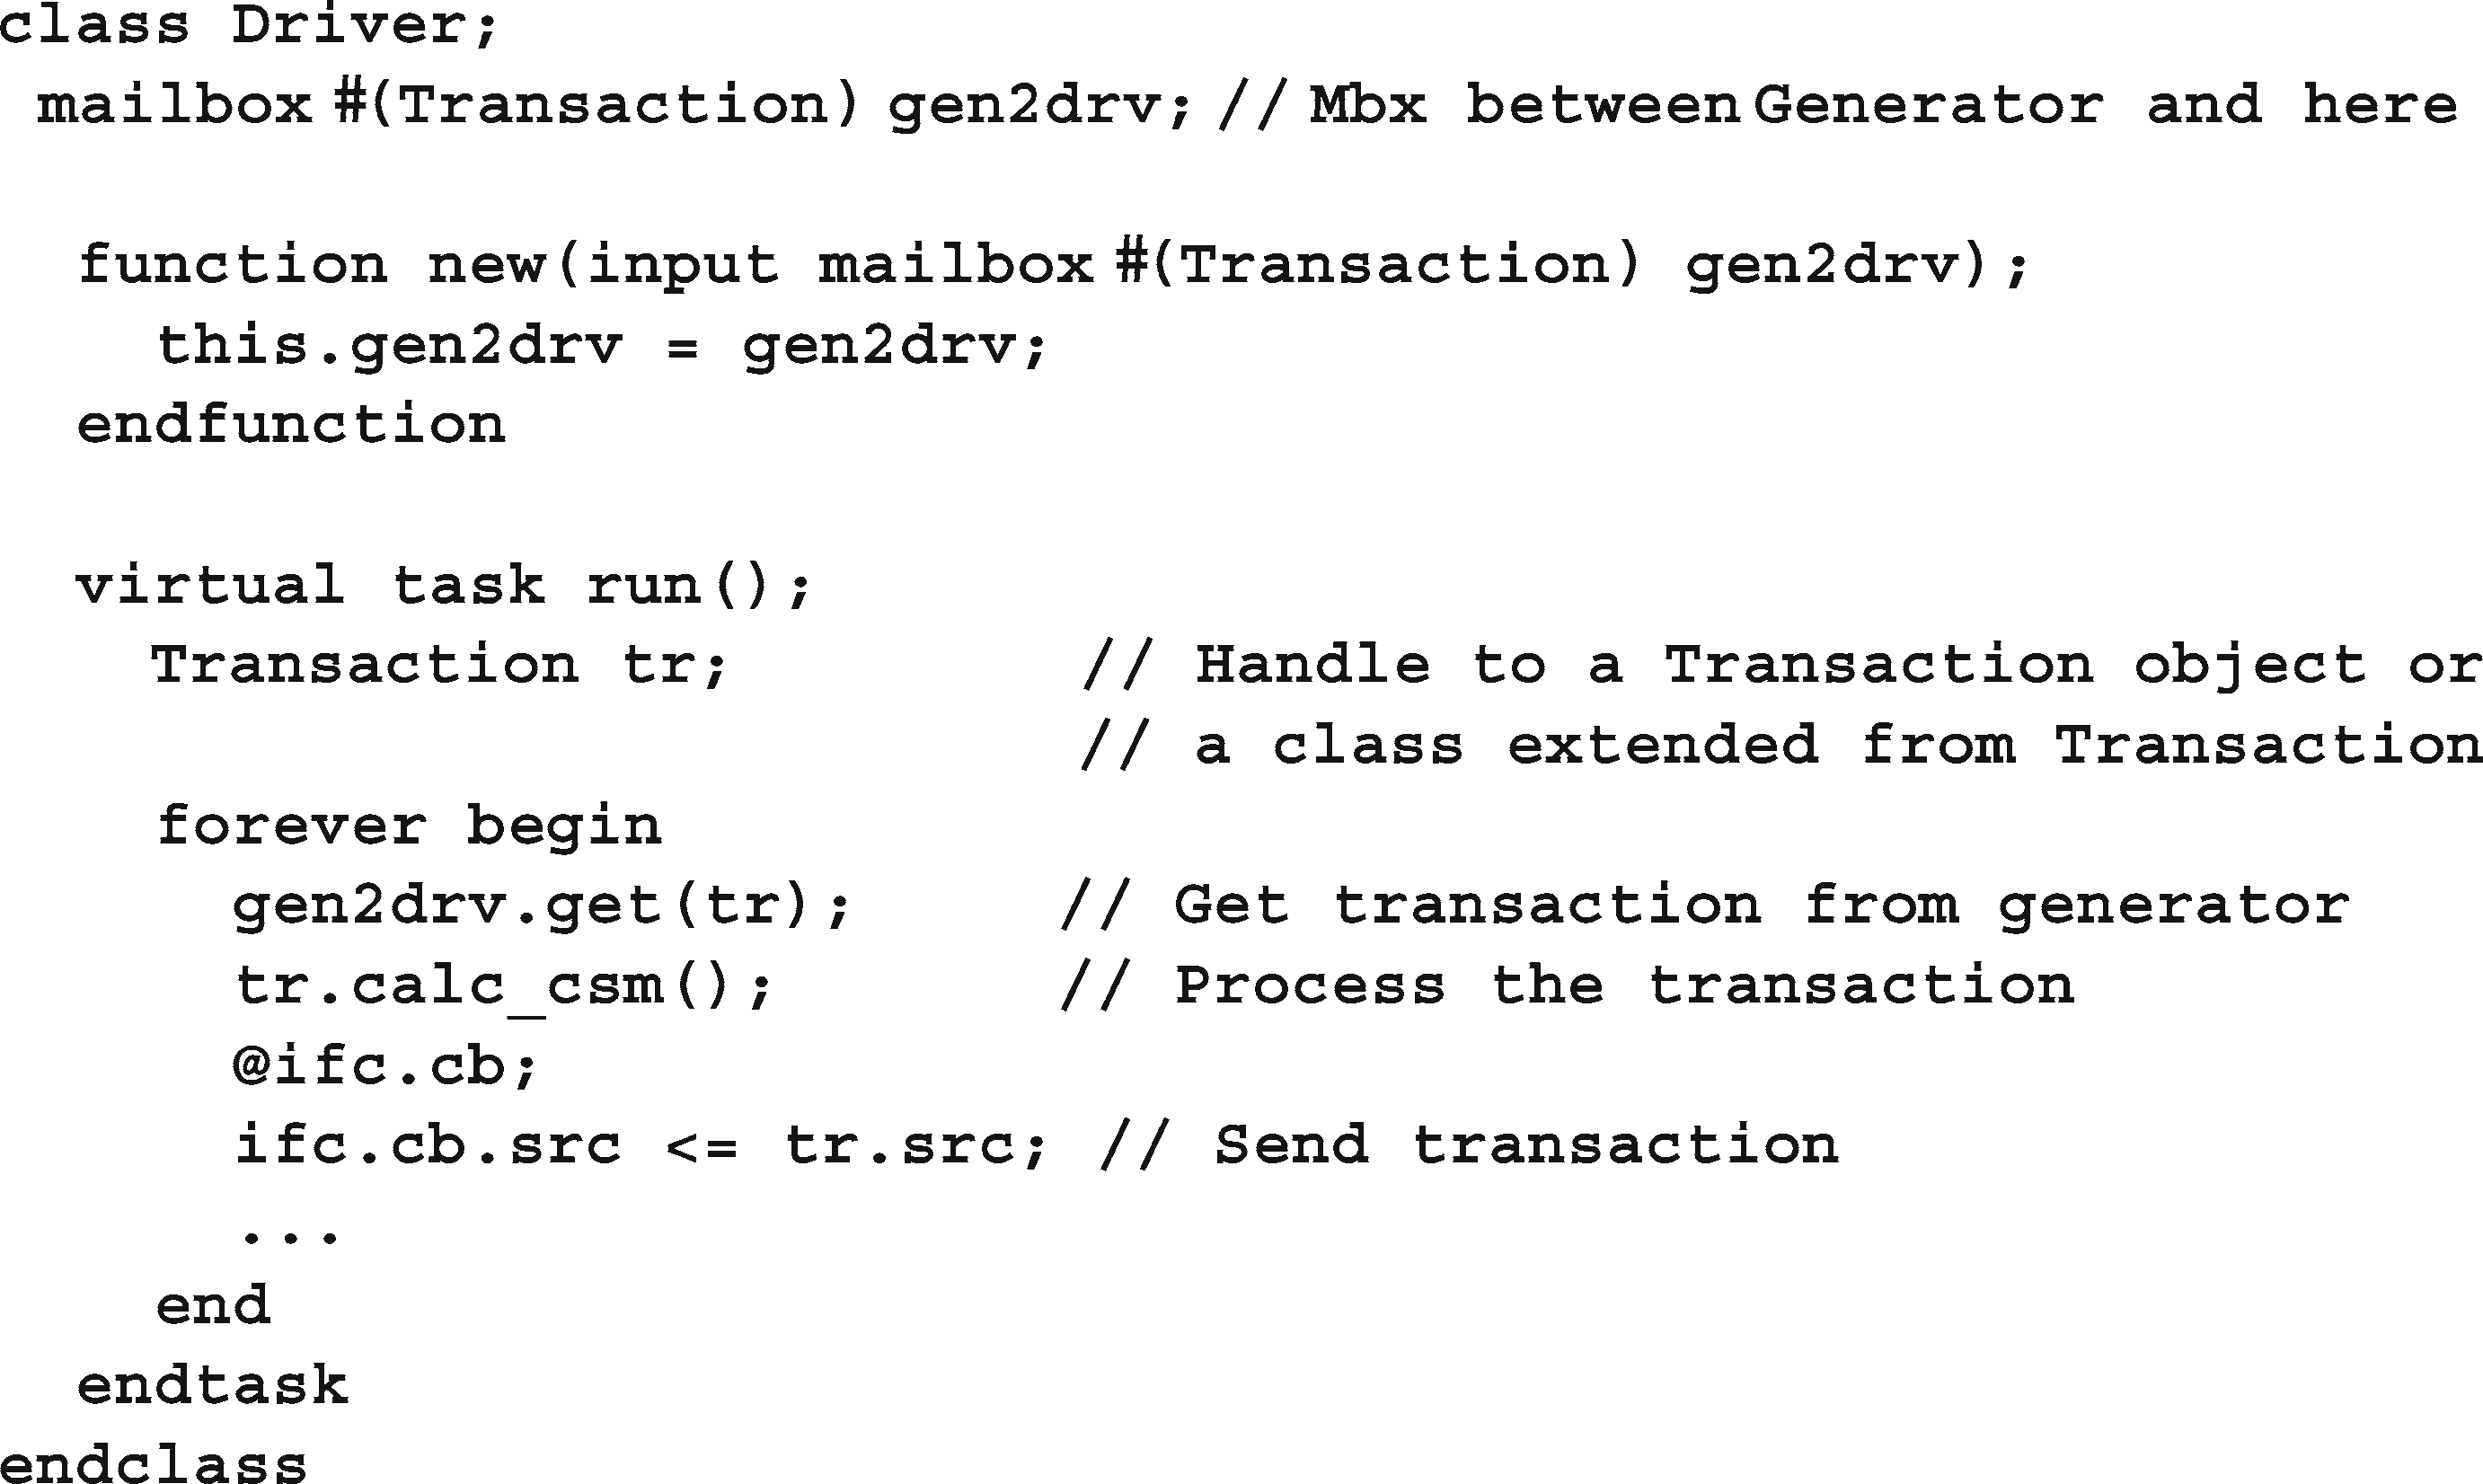 class Driver;
mailbox #(Transaction) gen2drv; // Mbx between Generator and here
function new(input mailbox #(Transaction) gen2drv);
this.gen2drv = gen2drv;
endfunction
virtual task run();
Transaction tr; // Handle to a Transaction object or
// a class extended from Transaction
forever begin
gen2drv.get(tr); // Get transaction from generator
tr.calc_csm(); // Process the transaction
@ifc.cb;
ifc.cb.src <= tr.src; // Send transaction
...
end
endtask
endclass